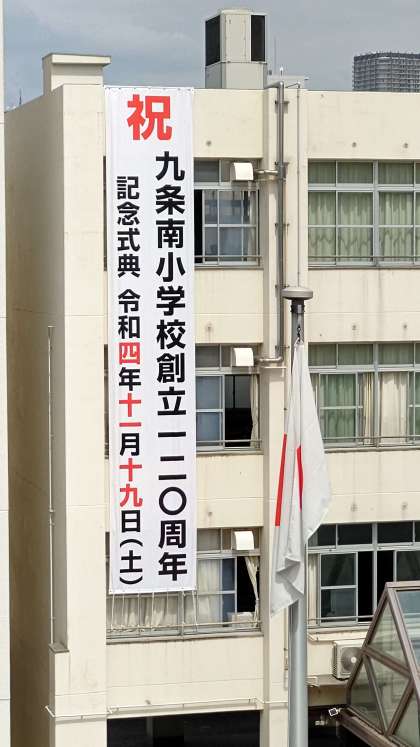 祝
九条南小学校創立一二〇周年
記念式典 令和四年十一月十九日(土)